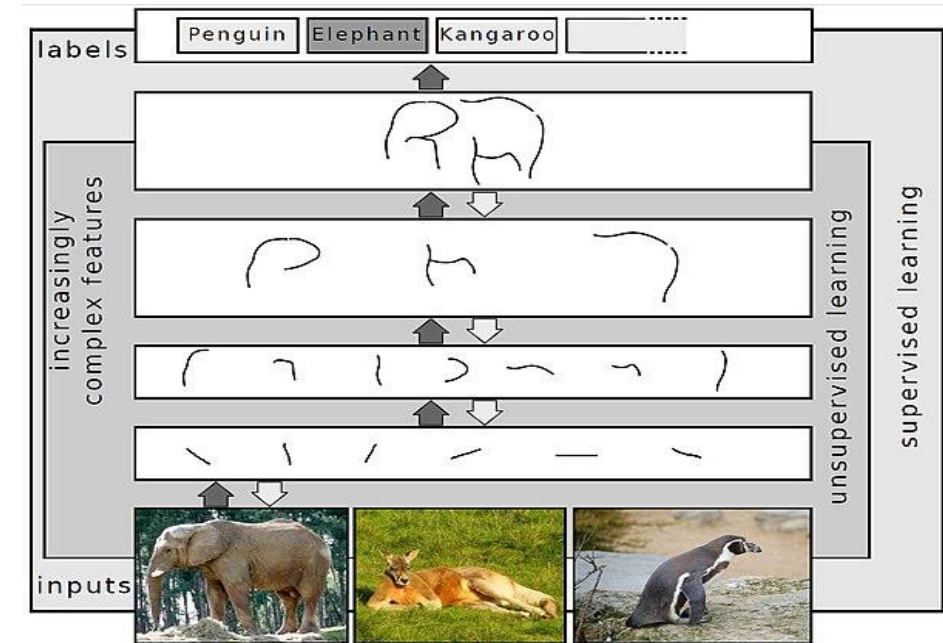 labels
Penguin
Elephant
Kangaroo
increasingly
complex features
unsupervised learning
supervised learning
inputs